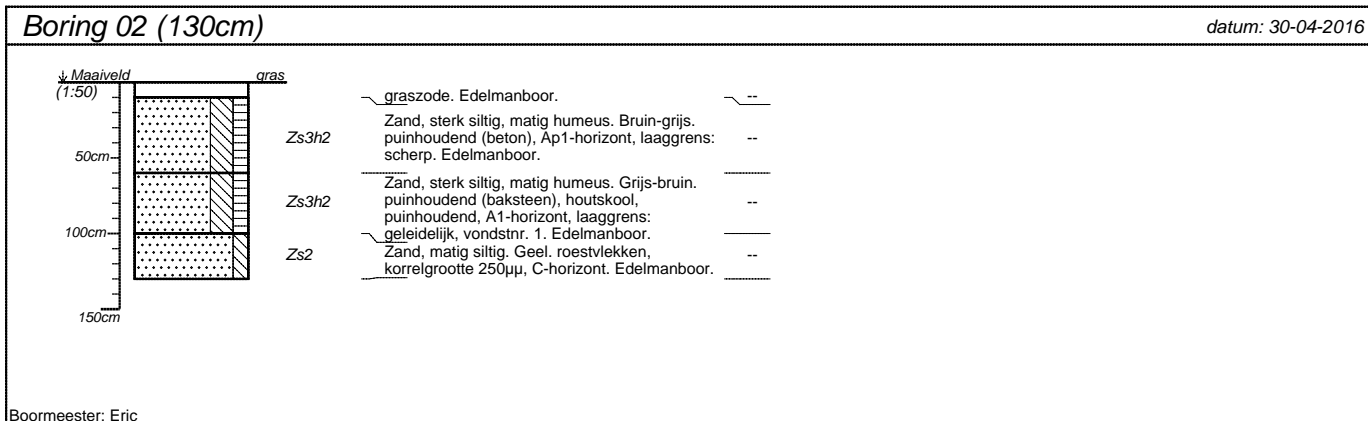 Boring 02 (130cm)
datum: 30-04-2016
Maaiveld
gras
(1:50)
graszode. Edelmanboor.
--
Zs3h2
Zand, sterk siltig, matig humeus. Bruin-grijs.
puinhoudend (beton), Ap1-horizont, laaggrens:
scherp. Edelmanboor.
--
50cm
Zs3h2
Zand, sterk siltig, matig humeus. Grijs-bruin.
puinhoudend (baksteen), houtskool,
puinhoudend, A1-horizont, laaggrens:
geleidelijk, vondstnr. 1. Edelmanboor.
--
100cm
Zs2
Zand, matig siltig. Geel. roestvlekken,
korrelgrootte 250µµ, C-horizont. Edelmanboor.
--
150cm
Boormeester: Eric